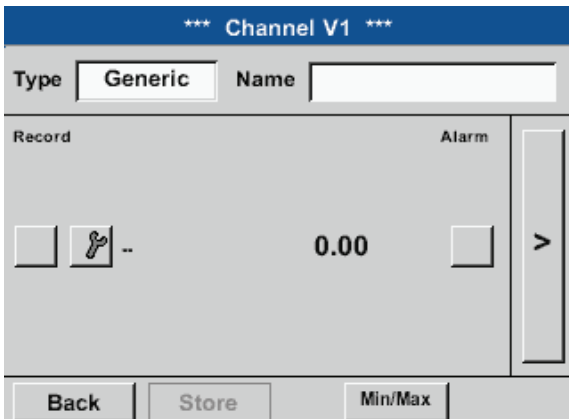 *** Channel V1 ***
Type Generic Name
Record Alarm
-- 0.00 >
Back Store Min/Max